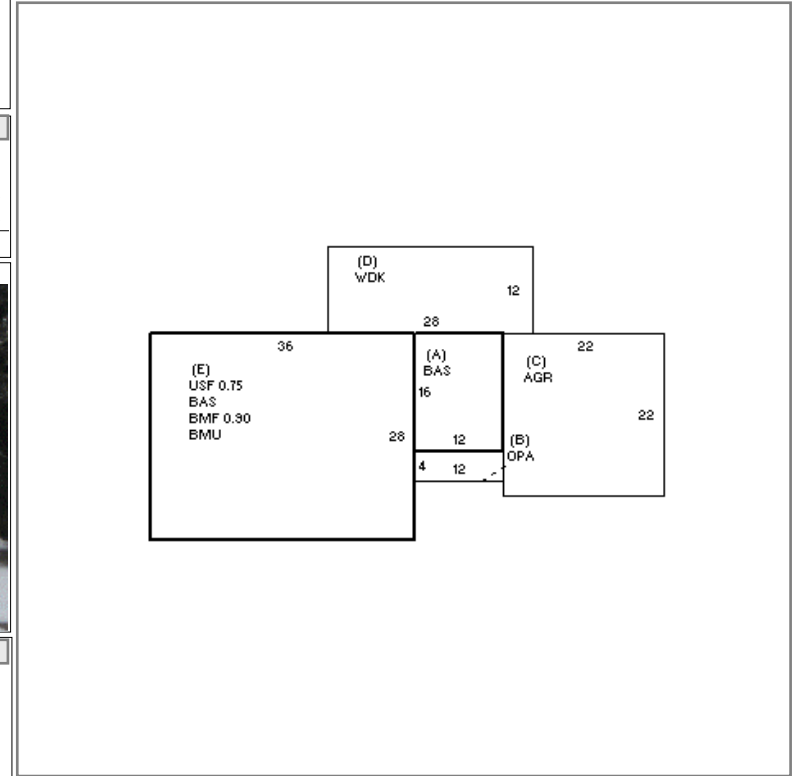 (D)
WDK
12
28
36
(E)
USF 0.75
BAS
BMF 0.90
BMU
28
(A)
BAS
16
12
22
(C)
AGR
22
(B)
OPA
4
12